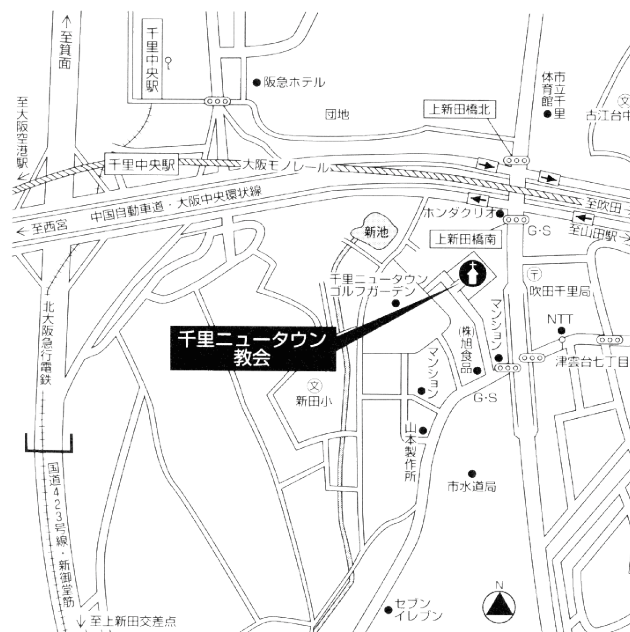 ↑至箕面
千里中央駅
阪急ホテル
団地
市立千里
体育館
文
古江台中
上新田橋北
至大阪空港駅
千里中央駅
大阪モノレール
中国自動車道・大阪中央環状線
←至西宮
至吹田
至山田駅
ホンダクリオ
上新田橋南
G・S
新池
千里ニュータウン
ゴルフガーデン
〒
吹田千里局
NTT
津雲台七丁目
北大阪急行電鉄
千里ニュータウン
教会
(株)旭食品
マンション
マンション
G・S
文
新田小
山本製作所
市水道局
国道423号線・新御堂筋
↓至上新田交差点
セブン
イレブン
N